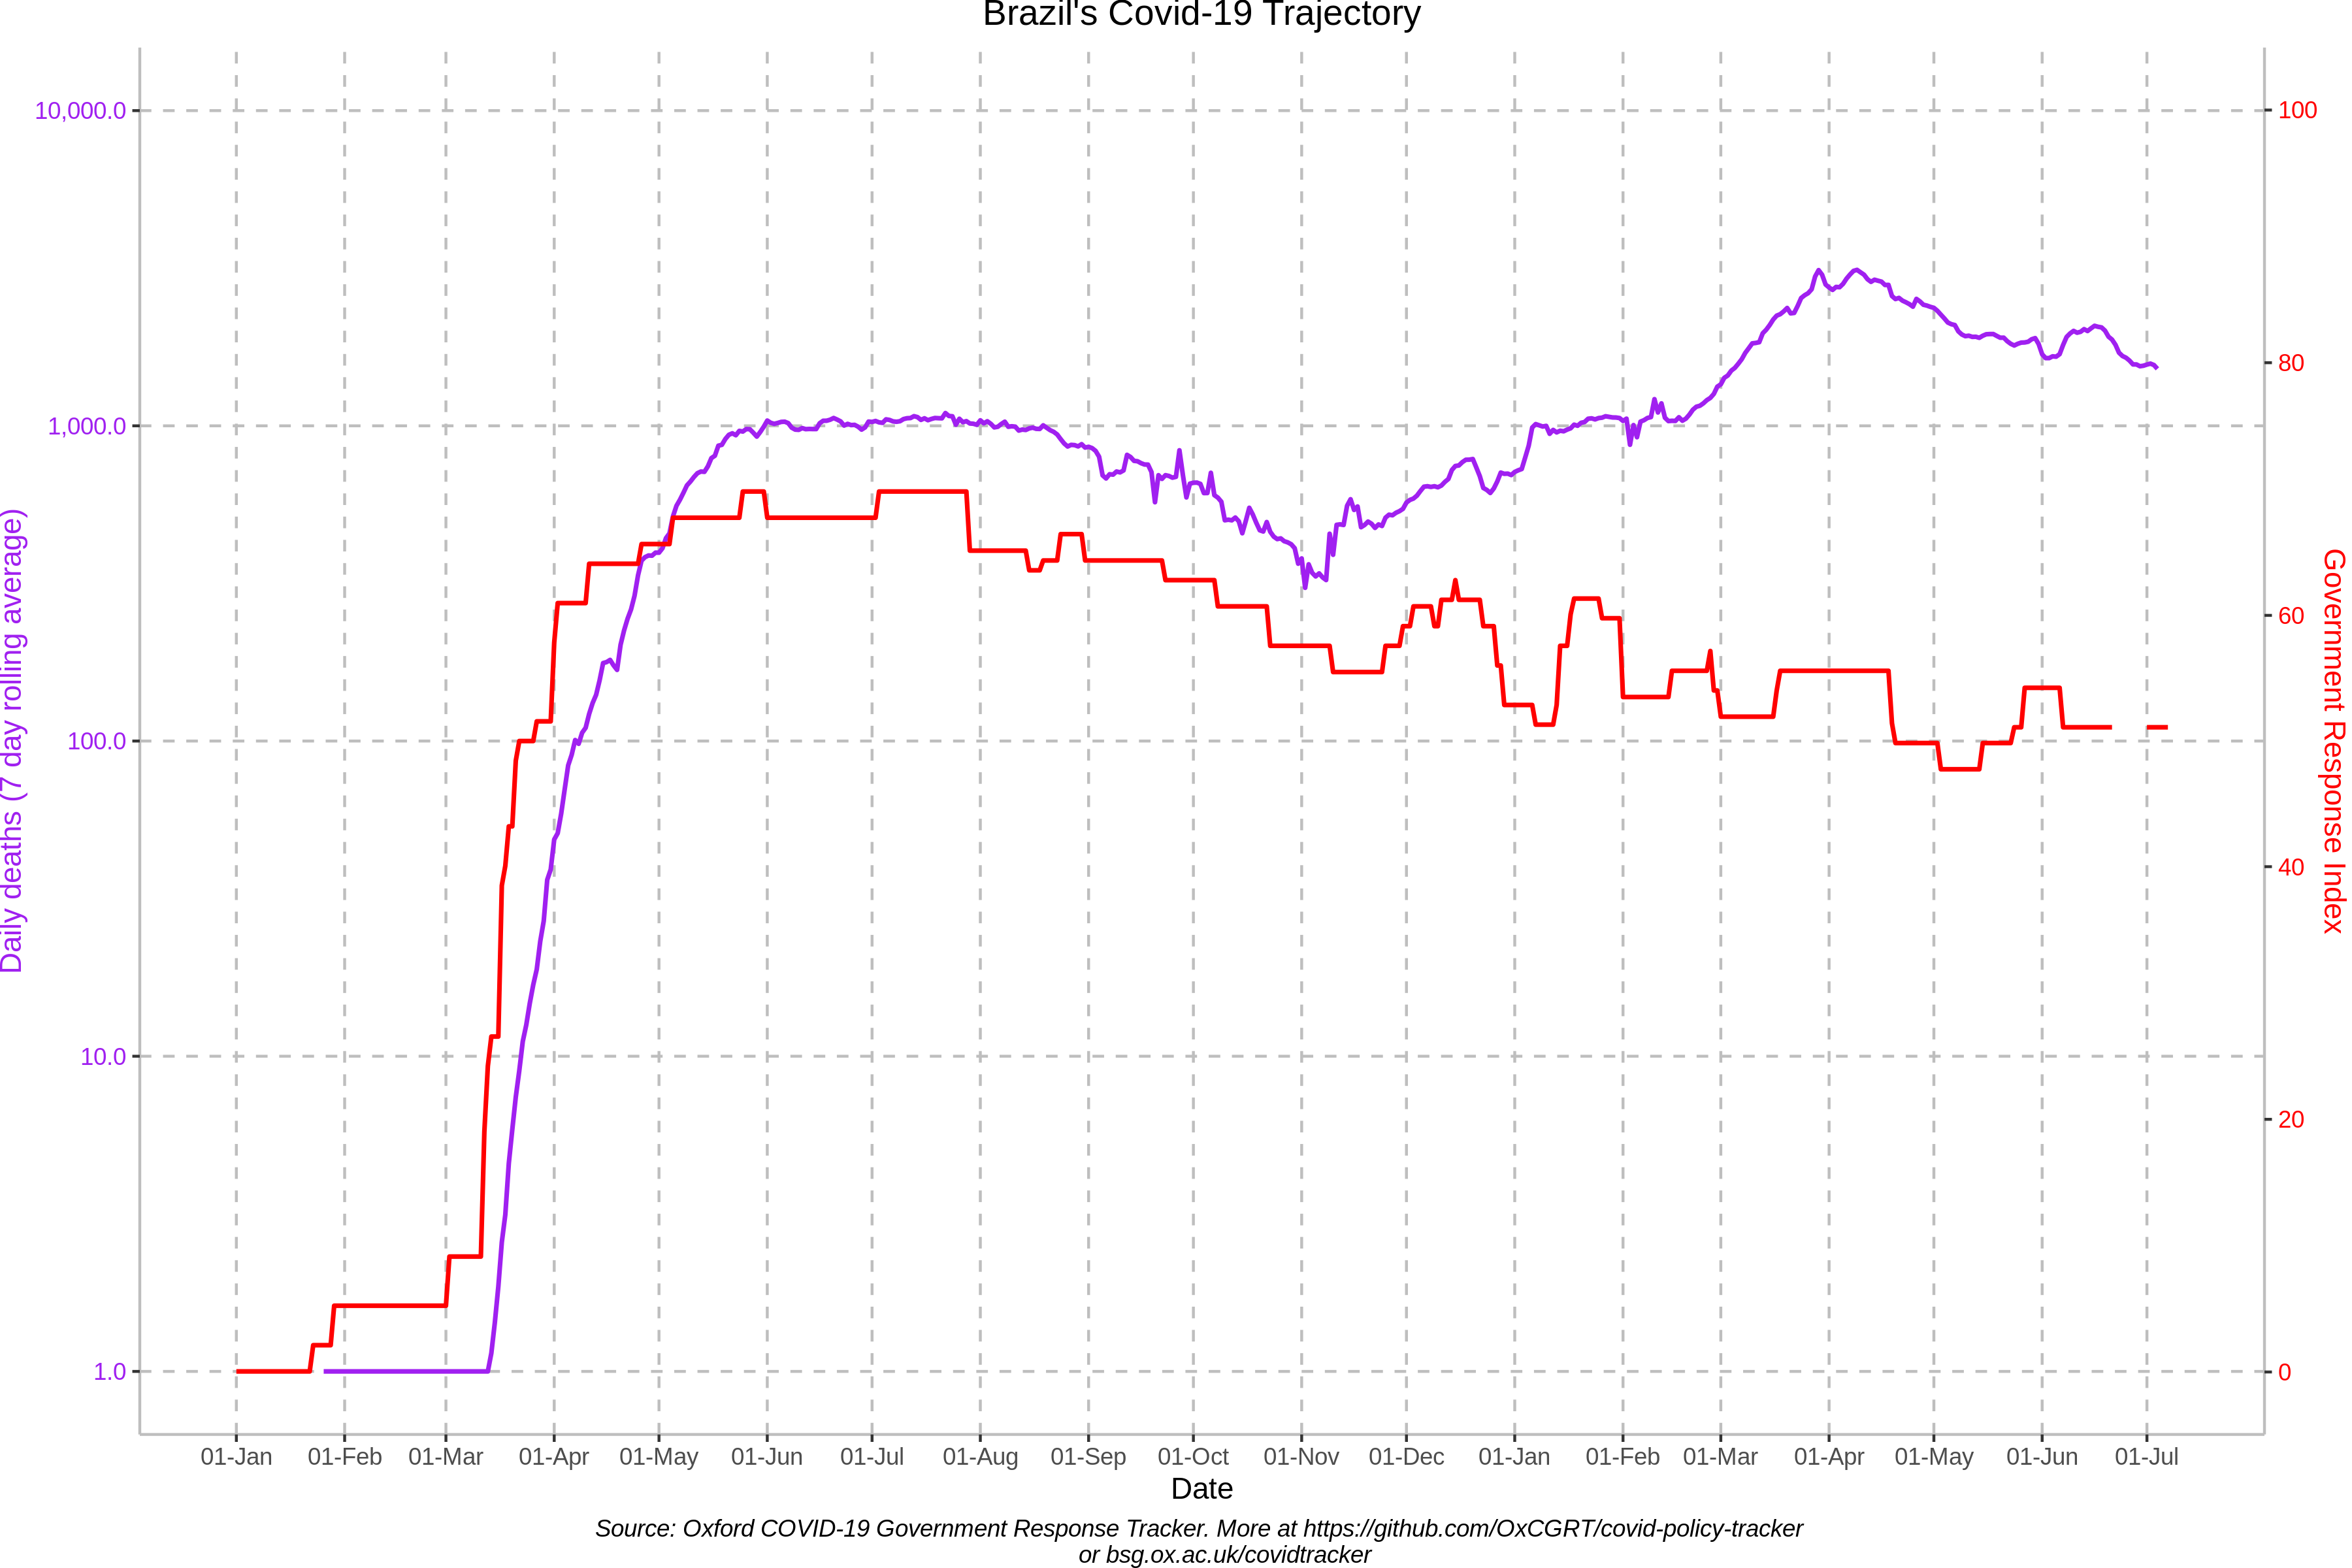 Brazil's Covid-19 Trajectory
10,000.0
1,000.0
100.0
10.0
1.0
Daily deaths (7 day rolling average)
100
80
60
40
20
0
Government Response Index
01-Jan 01-Feb 01-Mar 01-Apr 01-May 01-Jun 01-Jul 01-Aug 01-Sep 01-Oct 01-Nov 01-Dec 01-Jan 01-Feb 01-Mar 01-Apr 01-May 01-Jun 01-Jul
Date
Source: Oxford COVID-19 Government Response Tracker. More at https://github.com/OxCGRT/covid-policy-tracker
or bsg.ox.ac.uk/covidtracker